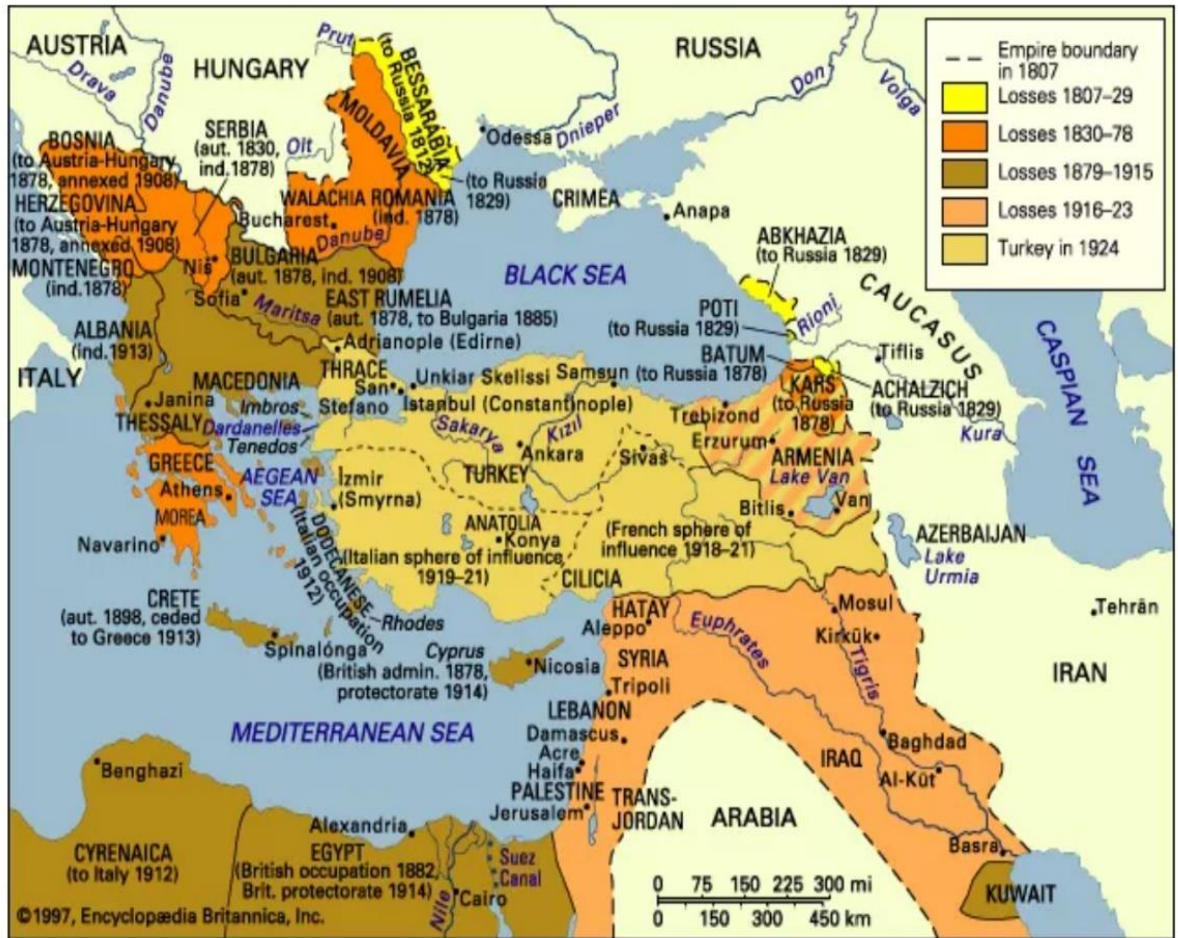 AUSTRIA
HUNGARY
RUSSIA
Drava
Danube
Prut
BESSARABIA
(to Russia 1812)
MOLDAVIA
Olt
Odessa
Dnieper
Don
Volga
Empire boundary
in 1807
Losses 1807–29
Losses 1830–78
Losses 1879–1915
Losses 1916–23
Turkey in 1924
BOSNIA
(to Austria-Hungary
1878, annexed 1908)
HERZEGOVINA
(to Austria-Hungary
1878, annexed 1908)
MONTENEGRO
(ind.1878)
SERBIA
(aut. 1830,
ind.1878)
WALACHIA ROMANIA
(ind. 1878)
Bucharest
Danube
(to Russia
1829)
CRIMEA
Anapa
Niš
BULGARIA
(aut. 1878, ind. 1908)
Sofia
Maritsa
EAST RUMELIA
(aut. 1878, to Bulgaria 1885)
Adrianople (Edirne)
BLACK SEA
ABKHAZIA
(to Russia 1829)
POTI
(to Russia 1829)
Rioni
CAUCASUS
BATUM
(to Russia 1878)
Tiflis
KARS
(to Russia
1878)
ACHALZICH
(to Russia 1829)
Kura
CASPIAN SEA
ITALY
ALBANIA
(ind.1913)
Janina
THESSALY
MACEDONIA
THRACE
San
Stefano
Unkiar Skelissi
Istanbul (Constantinople)
Samsun
Imbros
Dardanelles
Tenedos
Sakarya
Kızıl
Ankara
Sivas
Trebizond
Erzurum
ARMENIA
Lake Van
Van
Bitlis
GREECE
Athens
MOREA
Navarino
AEGEAN
SEA
İzmir
(Smyrna)
TURKEY
ANATOLIA
Konya
(Italian sphere of influence
1919–21)
(French sphere of
influence 1918–21)
CILICIA
DODECANESE
(Italian occupation
1912)
Rhodes
AZERBAIJAN
Lake
Urmia
CRETE
(aut. 1898, ceded
to Greece 1913)
Spinalónga
Cyprus
(British admin. 1878,
protectorate 1914)
Nicosia
HATAY
Aleppo
SYRIA
Tripoli
LEBANON
Damascus
Acre
Haifa
PALESTINE
Jerusalem
TRANS-
JORDAN
Euphrates
Mosul
Kirkūk
Tigris
Tehrān
IRAN
IRAQ
Baghdad
Al-Kūt
Basra
KUWAIT
ARABIA
MEDITERRANEAN SEA
Benghazi
CYRENAICA
(to Italy 1912)
Alexandria
EGYPT
(British occupation 1882,
Brit. protectorate 1914)
Suez
Canal
Nile
Cairo
0 75 150 225 300 mi
0 150 300 450 km
©1997, Encyclopædia Britannica, Inc.